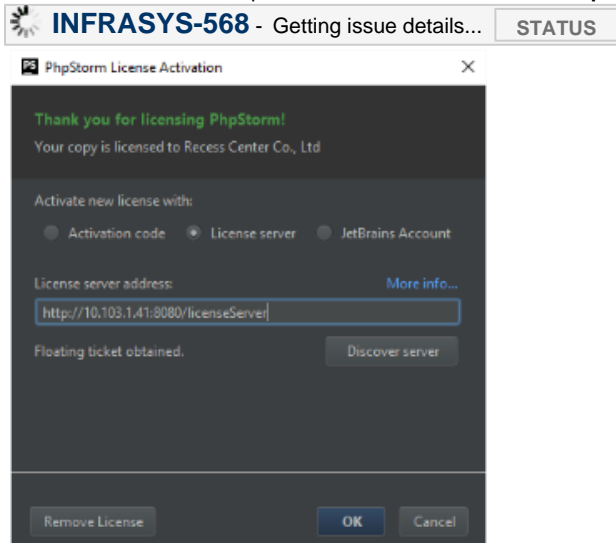 INFRASYS-568 - Getting issue details... STATUS
PS PhpStorm License Activation
Thank you for licensing PhpStorm!
Your copy is licensed to Recess Center Co., Ltd
Activate new license with:
Activation code License server JetBrains Account
License server address: More info...
http://10.103.1.41:8080/licenseServer
Floating ticket obtained. Discover server
Remove License OK Cancel